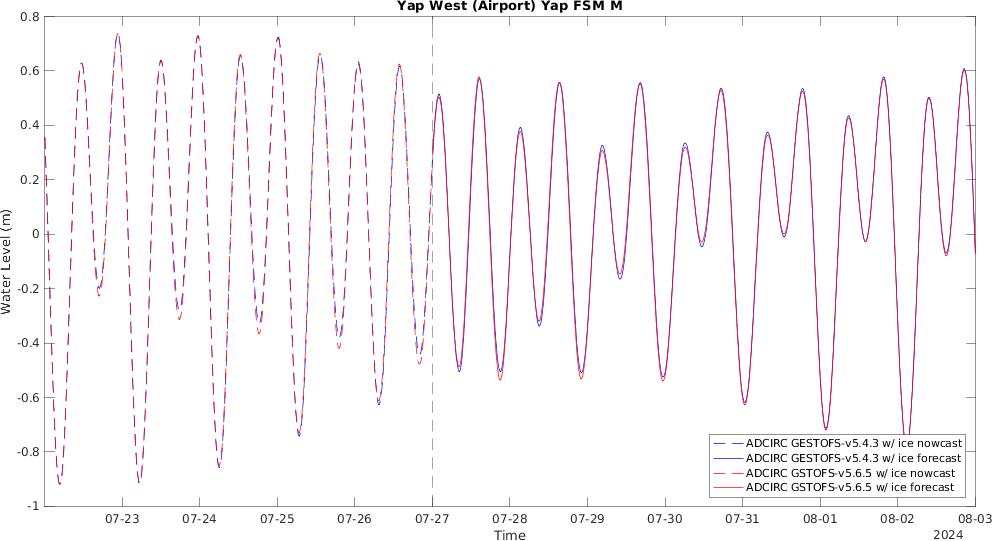 Yap West (Airport) Yap FSM M
Water Level (m)
0.8
0.6
0.4
0.2
0
-0.2
-0.4
-0.6
-0.8
-1
ADCIRC GESTOFS-v5.4.3 w/ ice nowcast
ADCIRC GESTOFS-v5.4.3 w/ ice forecast
ADCIRC GSTOFS-v5.6.5 w/ ice nowcast
ADCIRC GSTOFS-v5.6.5 w/ ice forecast
07-23 07-24 07-25 07-26 07-27 07-28 07-29 07-30 07-31 08-01 08-02 08-03
Time
2024